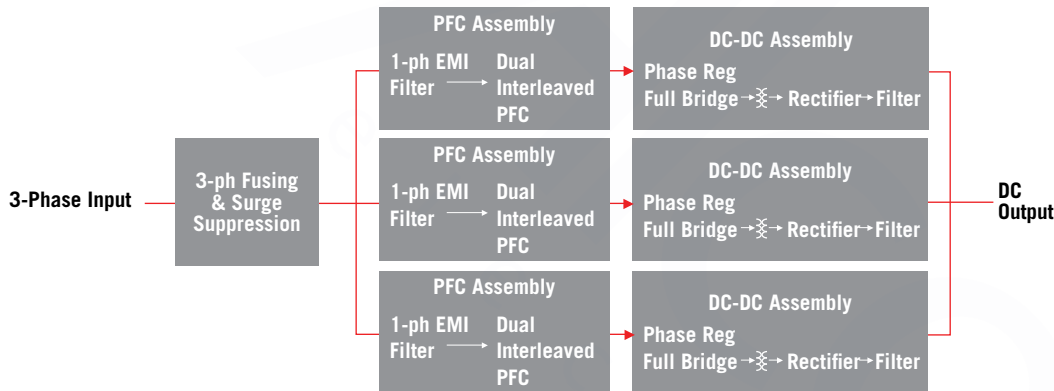 PFC Assembly
1-ph EMI Filter
Dual Interleaved PFC
DC-DC Assembly
Phase Reg
Full Bridge Rectifier Filter
3-Phase Input
3-ph Fusing
& Surge
Suppression
PFC Assembly
1-ph EMI Filter
Dual Interleaved PFC
DC-DC Assembly
Phase Reg
Full Bridge Rectifier Filter
DC
Output
PFC Assembly
1-ph EMI Filter
Dual Interleaved PFC
DC-DC Assembly
Phase Reg
Full Bridge Rectifier Filter